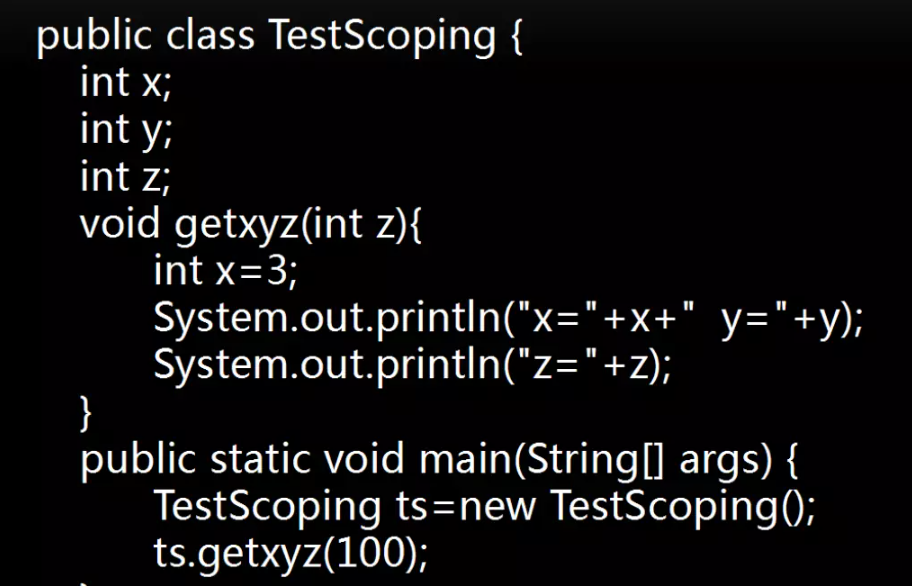 public class TestScoping {
int x;
int y;
int z;
void getxyz(int z){
int x=3;
System.out.println("x="+x+"  y="+y);
System.out.println("z="+z);
}
public static void main(String[] args) {
TestScoping ts=new TestScoping();
ts.getxyz(100);